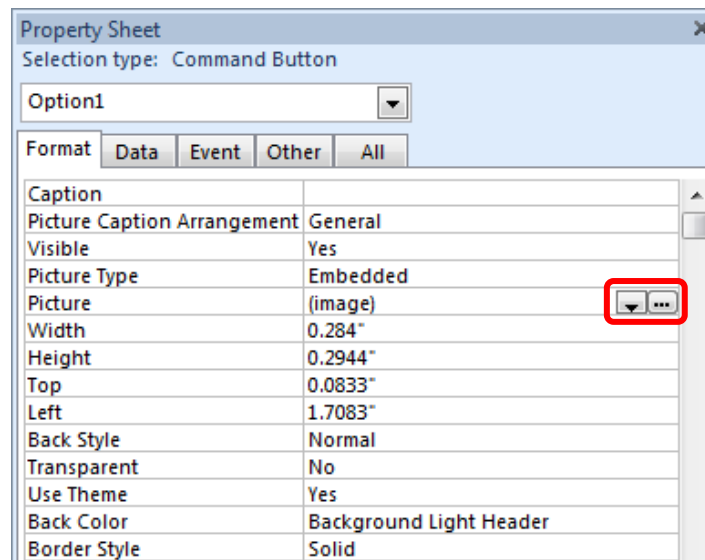 Property Sheet
Selection type: Command Button
Option1
Format Data Event Other All
Caption
Picture Caption Arrangement General
Visible Yes
Picture Type Embedded
Picture (image)
Width 0.284"
Height 0.2944"
Top 0.0833"
Left 1.7083"
Back Style Normal
Transparent No
Use Theme Yes
Back Color Background Light Header
Border Style Solid